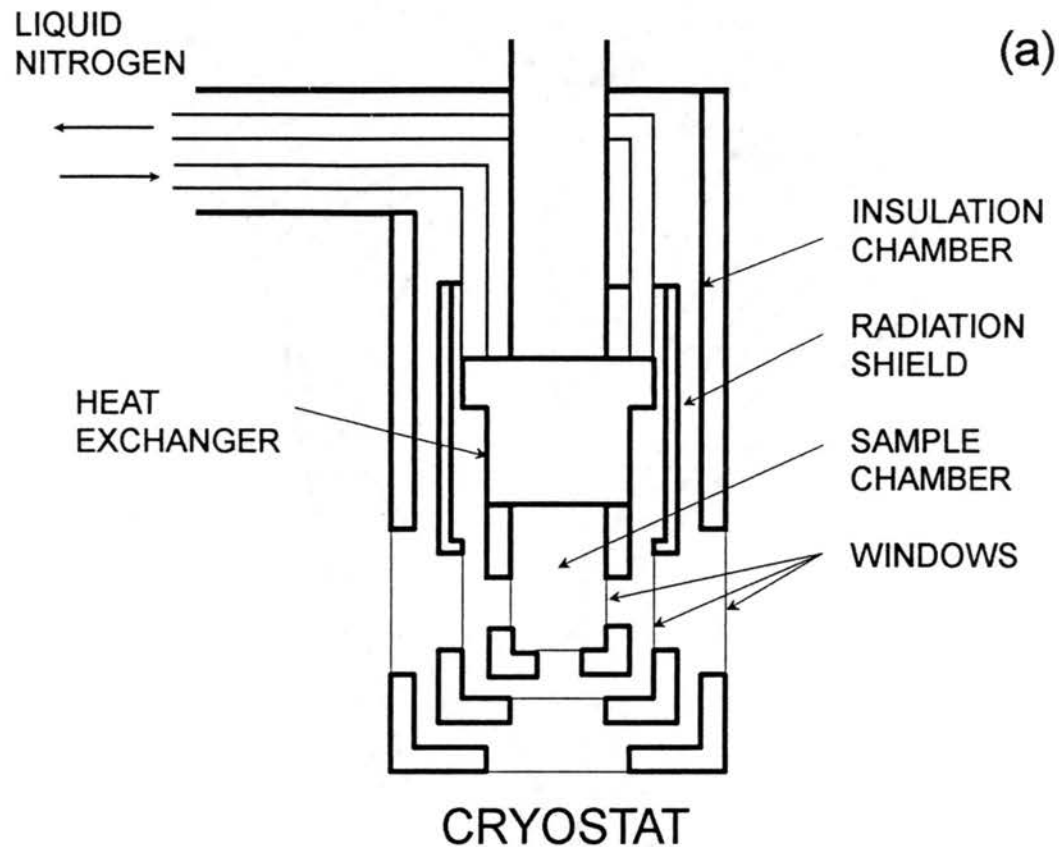 LIQUID
NITROGEN
(a)
INSULATION
CHAMBER
RADIATION
SHIELD
HEAT
EXCHANGER
SAMPLE
CHAMBER
WINDOWS
CRYOSTAT